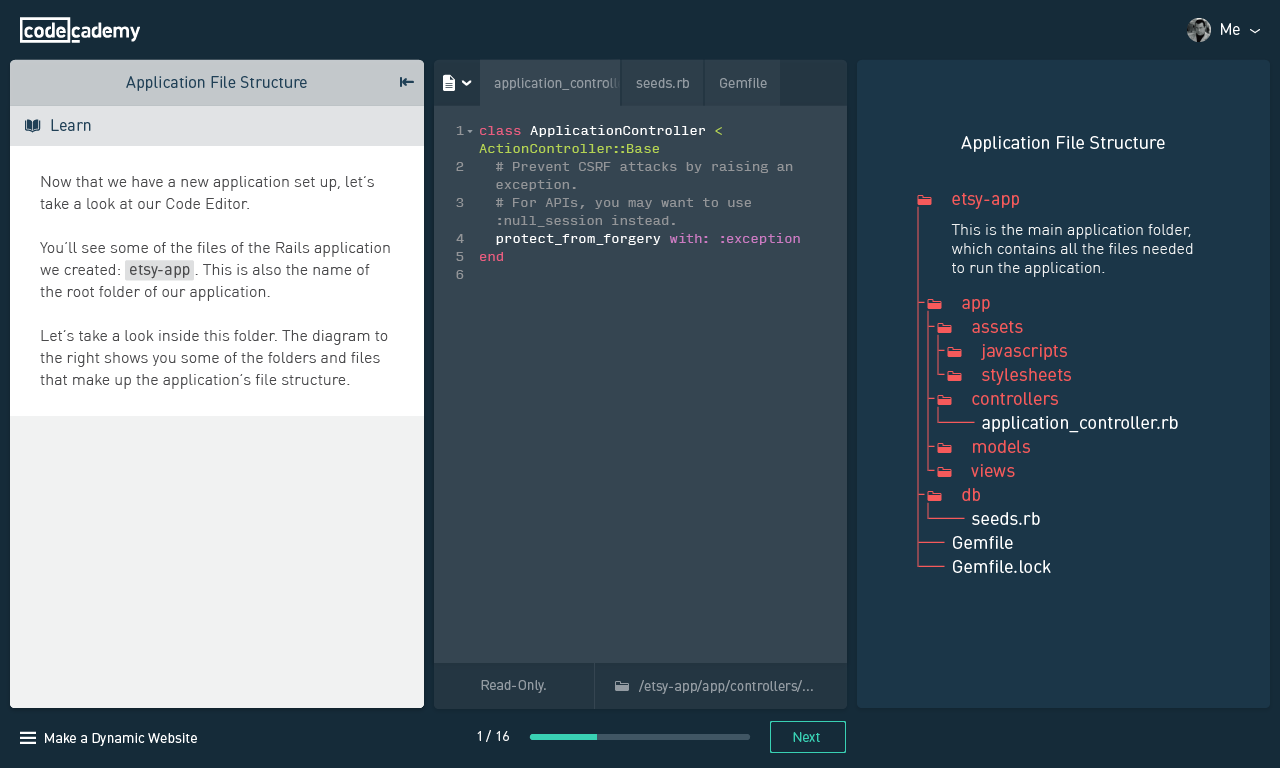 codecademy
Me
Application File Structure
Learn
Now that we have a new application set up, let's
take a look at our Code Editor.
You'll see some of the files of the Rails application
we created: etsy-app. This is also the name of
the root folder of our application.
Let's take a look inside this folder. The diagram to
the right shows you some of the folders and files
that make up the application's file structure.
application_control seeds.rb Gemfile
1 class ApplicationController <
ActionController::Base
2 # Prevent CSRF attacks by raising an
exception.
3 # For APIs, you may want to use
:null_session instead.
4 protect_from_forgery with: :exception
5 end
6
Read-Only. /etsy-app/app/controllers/...
Application File Structure
etsy-app
This is the main application folder,
which contains all the files needed
to run the application.
app
assets
javascripts
stylesheets
controllers
application_controller.rb
models
views
db
seeds.rb
Gemfile
Gemfile.lock
Make a Dynamic Website
1 / 16
Next